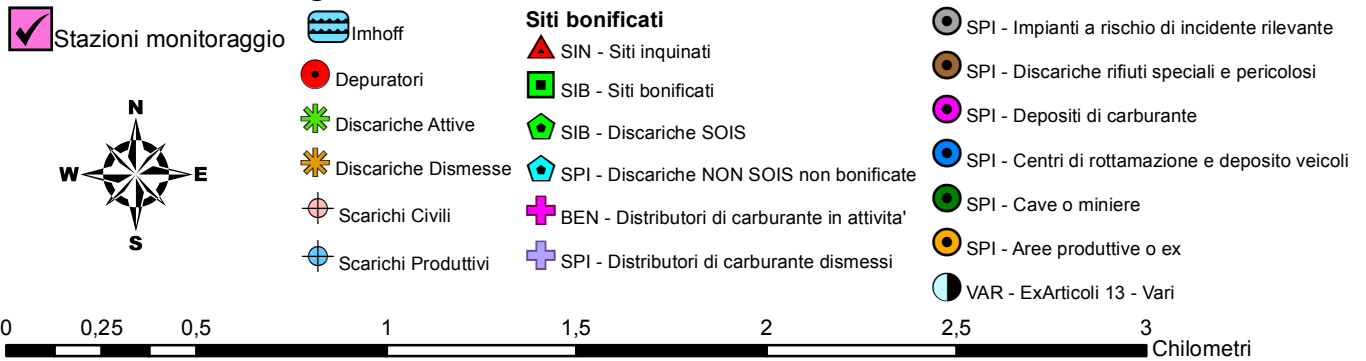 Stazioni monitoraggio
N
W
E
S
Imhoff
Depuratori
Discariche Attive
Discariche Dismesse
Scarichi Civili
Scarichi Produttivi
Siti bonificati
SIN - Siti inquinati
SIB - Siti bonificati
SIB - Discariche SOIS
SPI - Discariche NON SOIS non bonificate
BEN - Distributori di carburante in attivita'
SPI - Distributori di carburante dismessi
SPI - Impianti a rischio di incidente rilevante
SPI - Discariche rifiuti speciali e pericolosi
SPI - Depositi di carburante
SPI - Centri di rottamazione e deposito veicoli
SPI - Cave o miniere
SPI - Aree produttive o ex
VAR - ExArticoli 13 - Vari
0 0,25 0,5 1 1,5 2 2,5 3
Chilometri